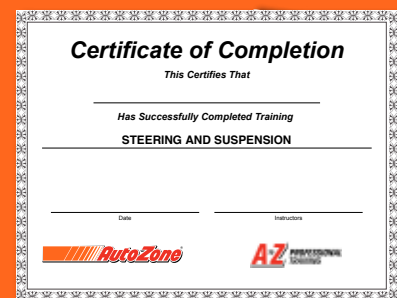 Certificate of Completion
This Certifies That
Has Successfully Completed Training
STEERING AND SUSPENSION
Date Instructors
AutoZone A-Z